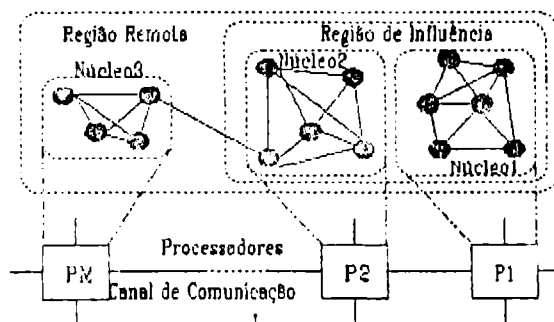 Região Remota
Região de Influência
Núcleo3
Núcleo2
Núcleo1
Processadores
PM
P2
P1
Canal de Comunicação